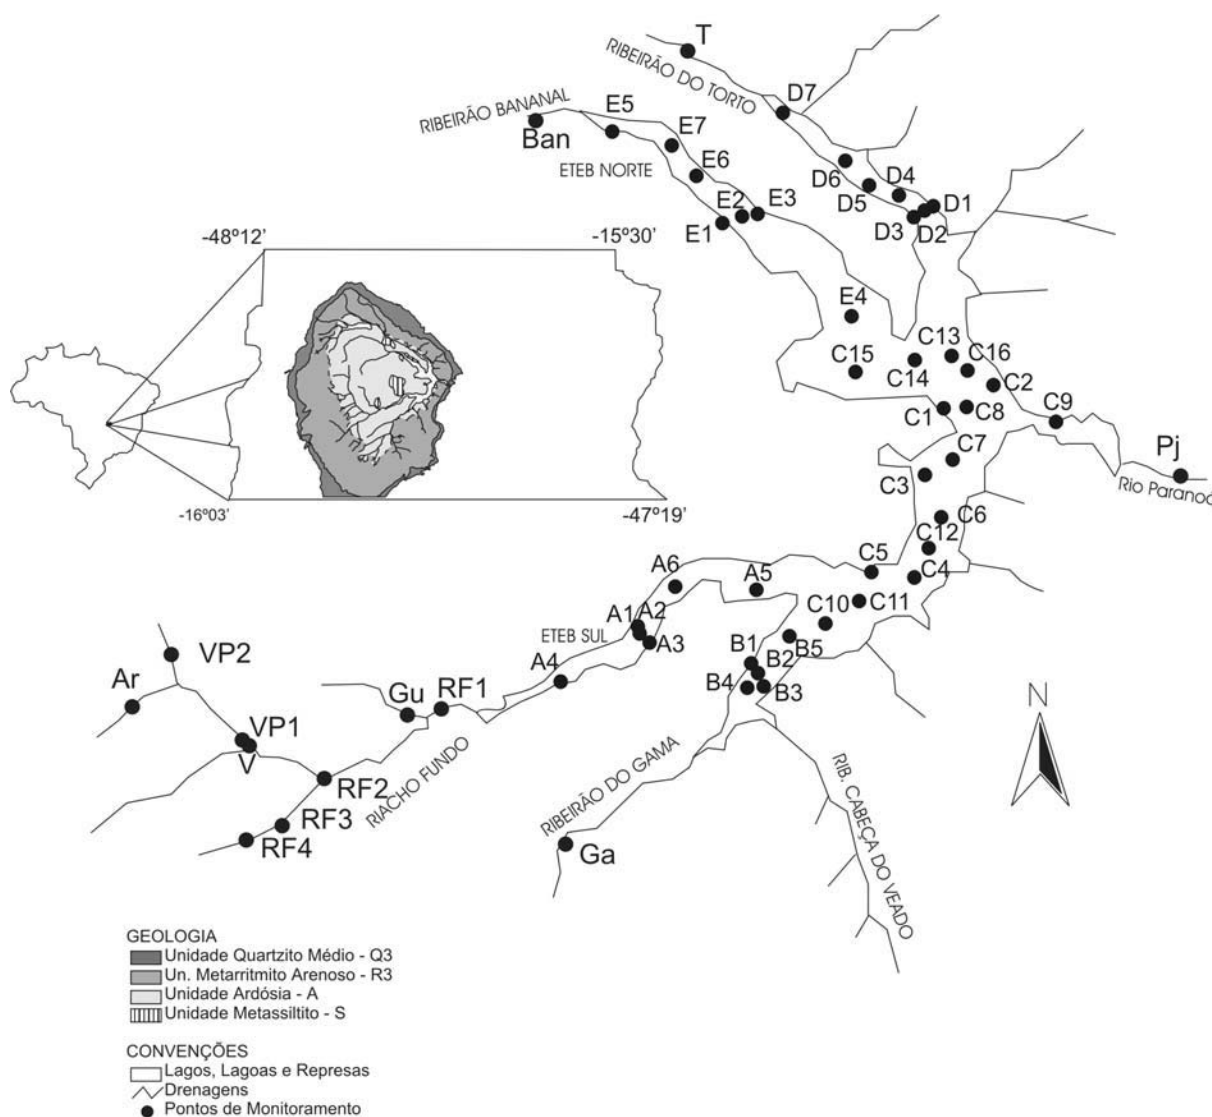 T
RIBEIRÃO DO TORTO
D7
RIBEIRÃO BANANAL
E5
Ban
E7
ETEB NORTE
E6
D6
D4
D5
D1
E2
E3
D3
D2
E1
-48º12’
-15º30’
E4
C13
C16
C15
C14
C2
C1
C8
C9
C7
Pj
C3
Rio Paranoá
-16º03’
-47º19’
C6
C12
C5
C4
A6
A5
C11
C10
A1
A2
ETEB SUL
A3
B5
VP2
B1
B2
A4
B4
B3
Ar
Gu
RF1
N
VP1
V
RIACHO FUNDO
RIBEIRÃO DO GAMA
RIB. CABEÇA DO VEADO
RF2
RF3
RF4
Ga
GEOLOGIA
Unidade Quartzito Médio - Q3
Un. Metarritmito Arenoso - R3
Unidade Ardósia - A
Unidade Metassiltito - S
CONVENÇÕES
Lagos, Lagoas e Represas
Drenagens
Pontos de Monitoramento